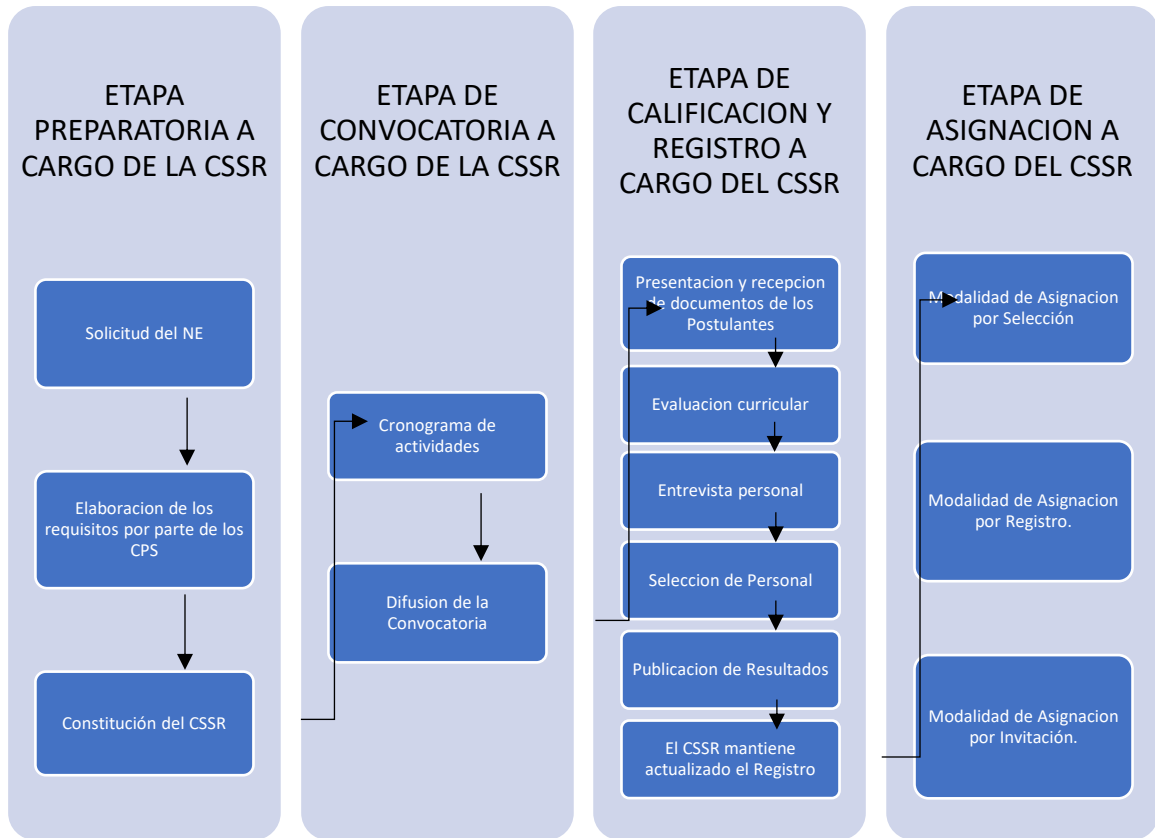 ETAPA
PREPARATORIA A
CARGO DE LA CSSR
Solicitud del NE
Elaboracion de los
requisitos por parte de los
CPS
Constitución del CSSR
ETAPA DE
CONVOCATORIA A
CARGO DE LA CSSR
Cronograma de
actividades
Difusion de la
Convocatoria
ETAPA DE
CALIFICACION Y
REGISTRO A
CARGO DEL CSSR
Presentacion y recepcion
de documentos de los
Postulantes
Evaluacion curricular
Entrevista personal
Seleccion de Personal
Publicacion de Resultados
El CSSR mantiene
actualizado el Registro
ETAPA DE
ASIGNACION A
CARGO DEL CSSR
Modalidad de Asignacion
por Selección
Modalidad de Asignacion
por Registro.
Modalidad de Asignacion
por Invitación.